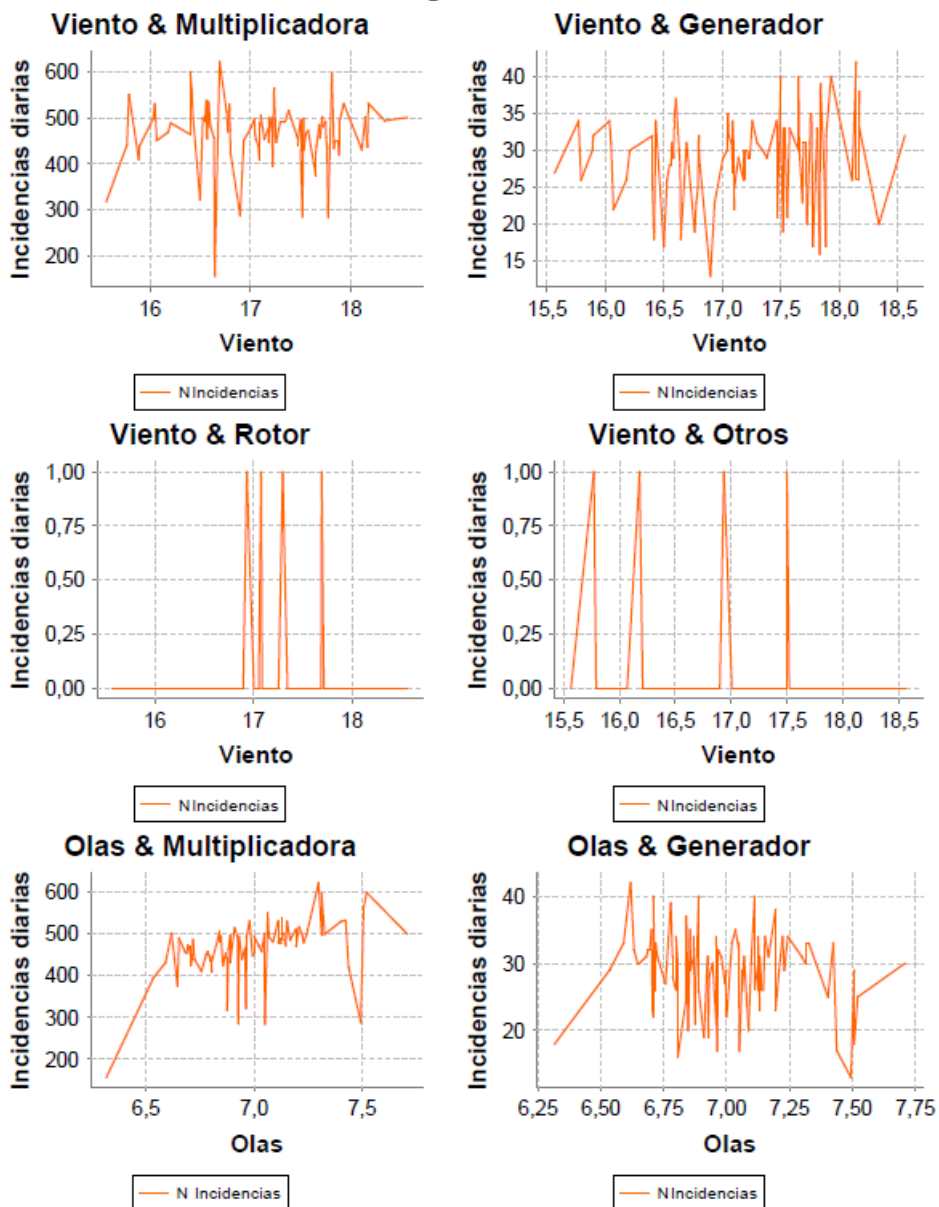 Viento & Multiplicadora
Incidencias diarias
600
500
400
300
200
16 17 18
Viento
N Incidencias
Viento & Generador
Incidencias diarias
40
35
30
25
20
15
15,5 16,0 16,5 17,0 17,5 18,0 18,5
Viento
N Incidencias
Viento & Rotor
Incidencias diarias
1,00
0,75
0,50
0,25
0,00
16 17 18
Viento
N Incidencias
Viento & Otros
Incidencias diarias
1,00
0,75
0,50
0,25
0,00
15,5 16,0 16,5 17,0 17,5 18,0 18,5
Viento
N Incidencias
Olas & Multiplicadora
Incidencias diarias
600
500
400
300
200
6,5 7,0 7,5
Olas
N Incidencias
Olas & Generador
Incidencias diarias
40
30
20
6,25 6,50 6,75 7,00 7,25 7,50 7,75
Olas
N Incidencias